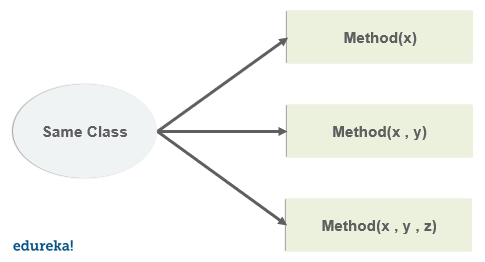 Method(x)
Same Class
Method(x , y)
Method(x , y , z)
edureka!